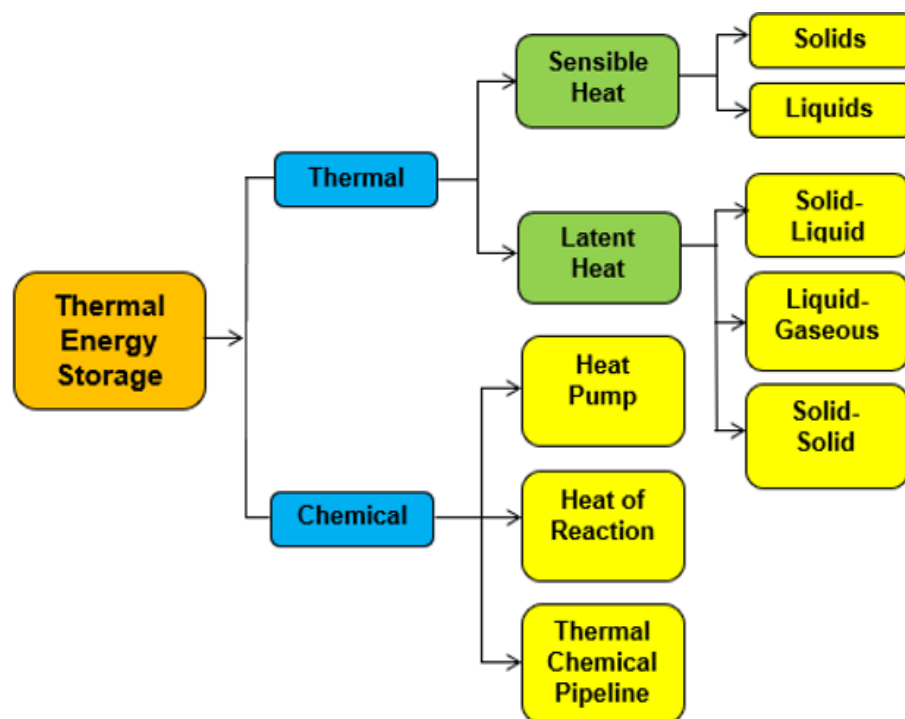 Thermal
Energy
Storage
Thermal
Chemical
Sensible
Heat
Latent
Heat
Solids
Liquids
Solid-
Liquid
Liquid-
Gaseous
Solid-
Solid
Heat
Pump
Heat of
Reaction
Thermal
Chemical
Pipeline